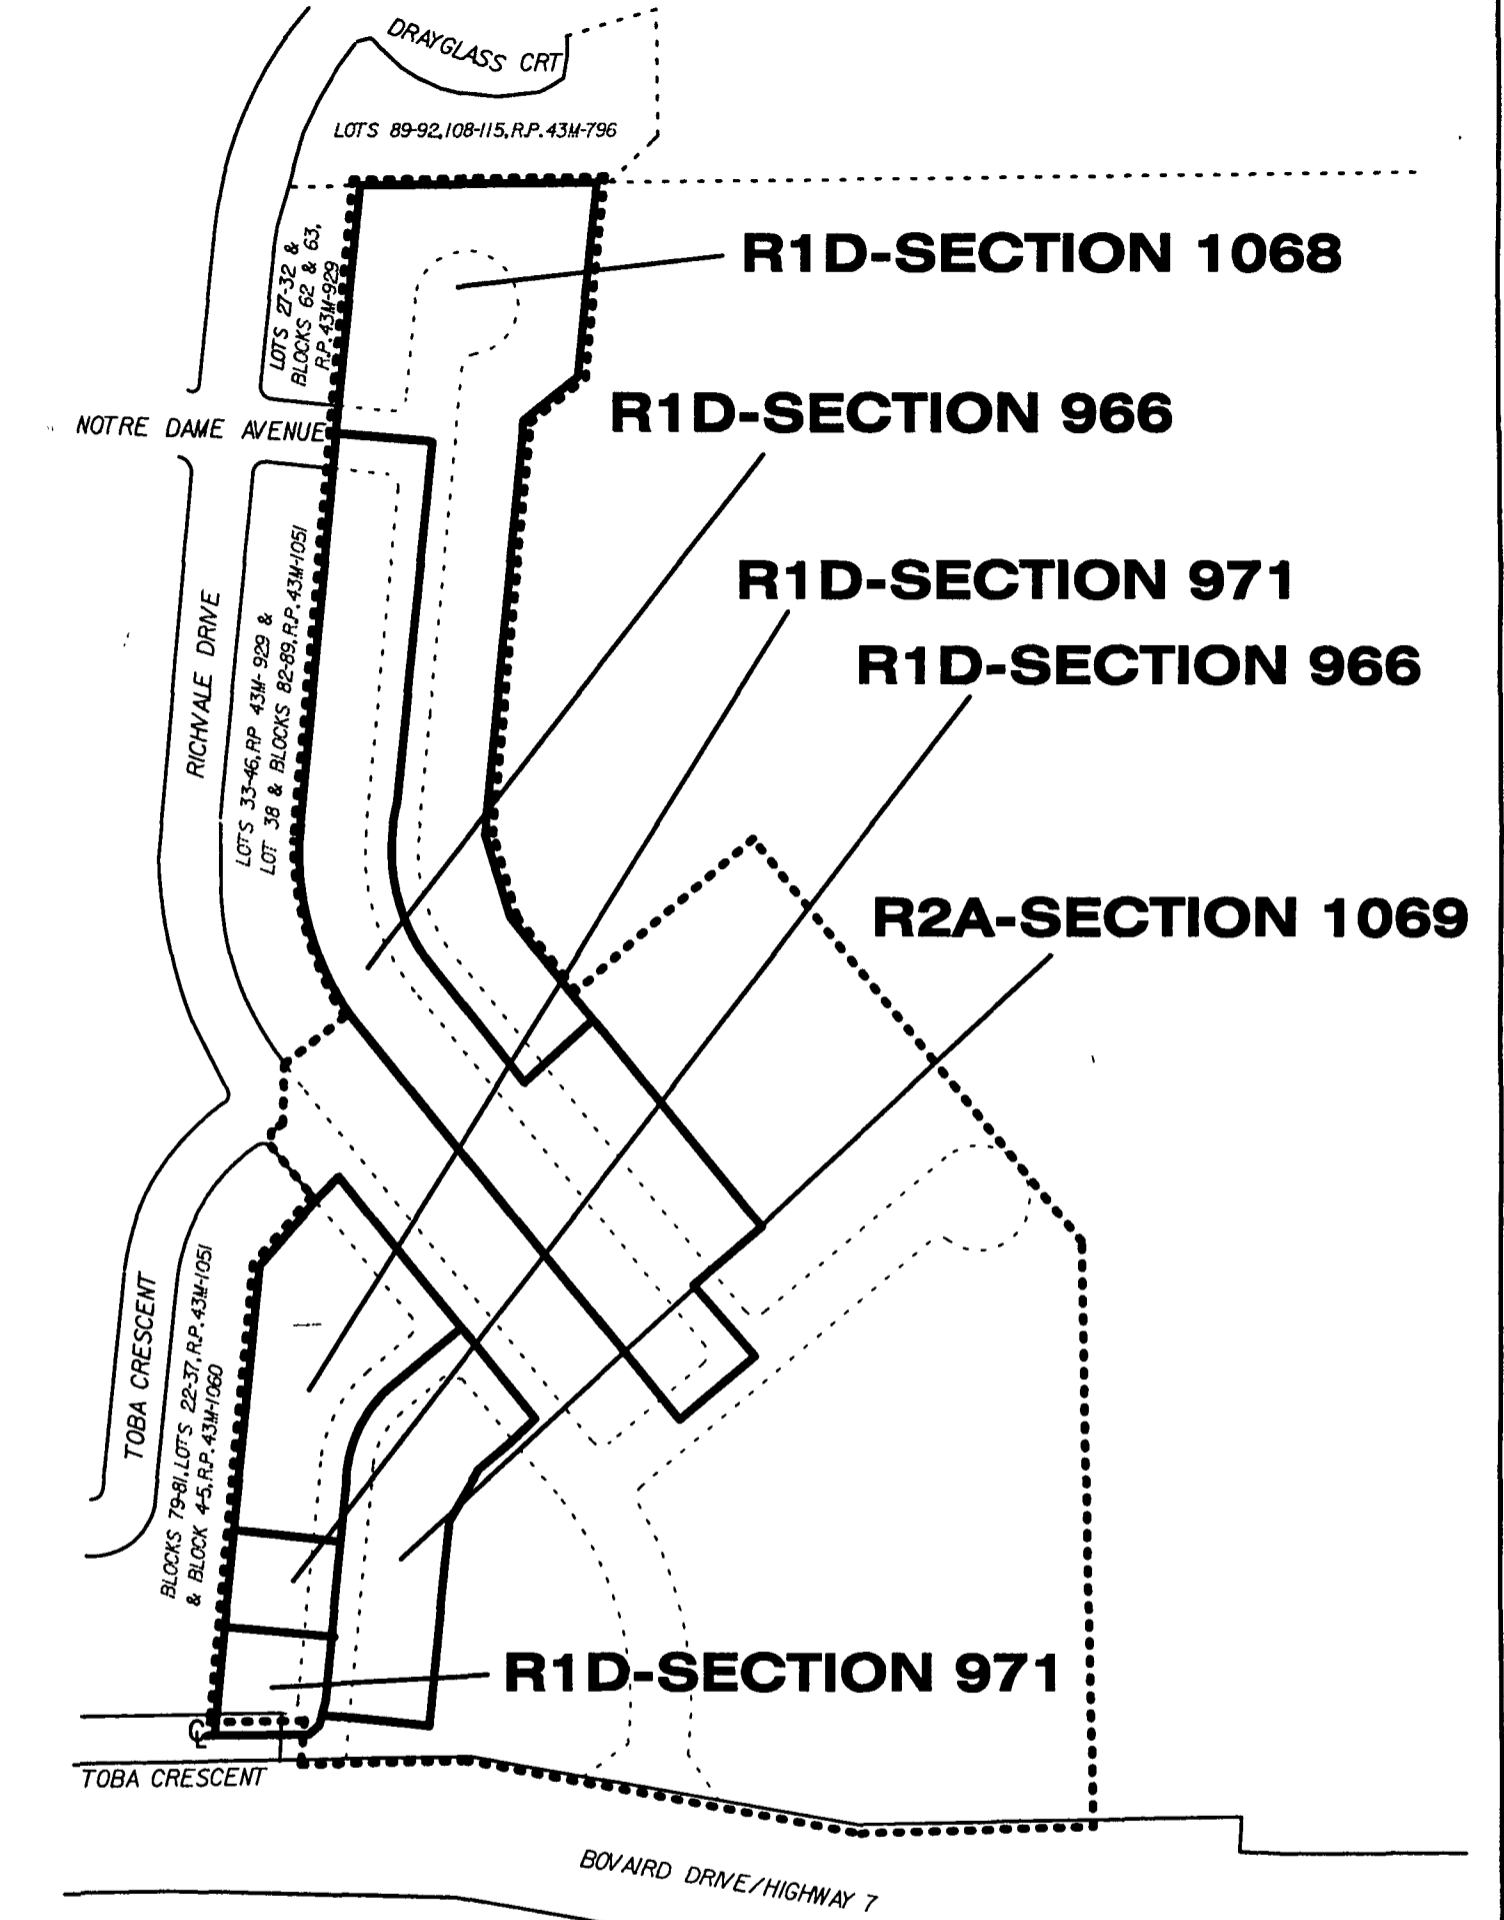 DRAYGLASS CRT
LOTS 89-92,108-115,R.P. 43M-796
R1D-SECTION 1068
LOTS 27-32 &
BLOCKS 62 & 63,
R.P. 43M-929
R1D-SECTION 966
NOTRE DAME AVENUE
R1D-SECTION 971
R1D-SECTION 966
RICHVALE DRIVE
LOTS 33-46,RP 43M-929 &
LOT 38 & BLOCKS 82-89,R.P. 43M-1051
R2A-SECTION 1069
TOBA CRESCENT
BLOCKS 79-81,LOTS 22-37,R.P. 43M-1051
& BLOCK 4-5,R.P. 43M-1060
R1D-SECTION 971
TOBA CRESCENT
BOVAIRD DRIVE/HIGHWAY 7